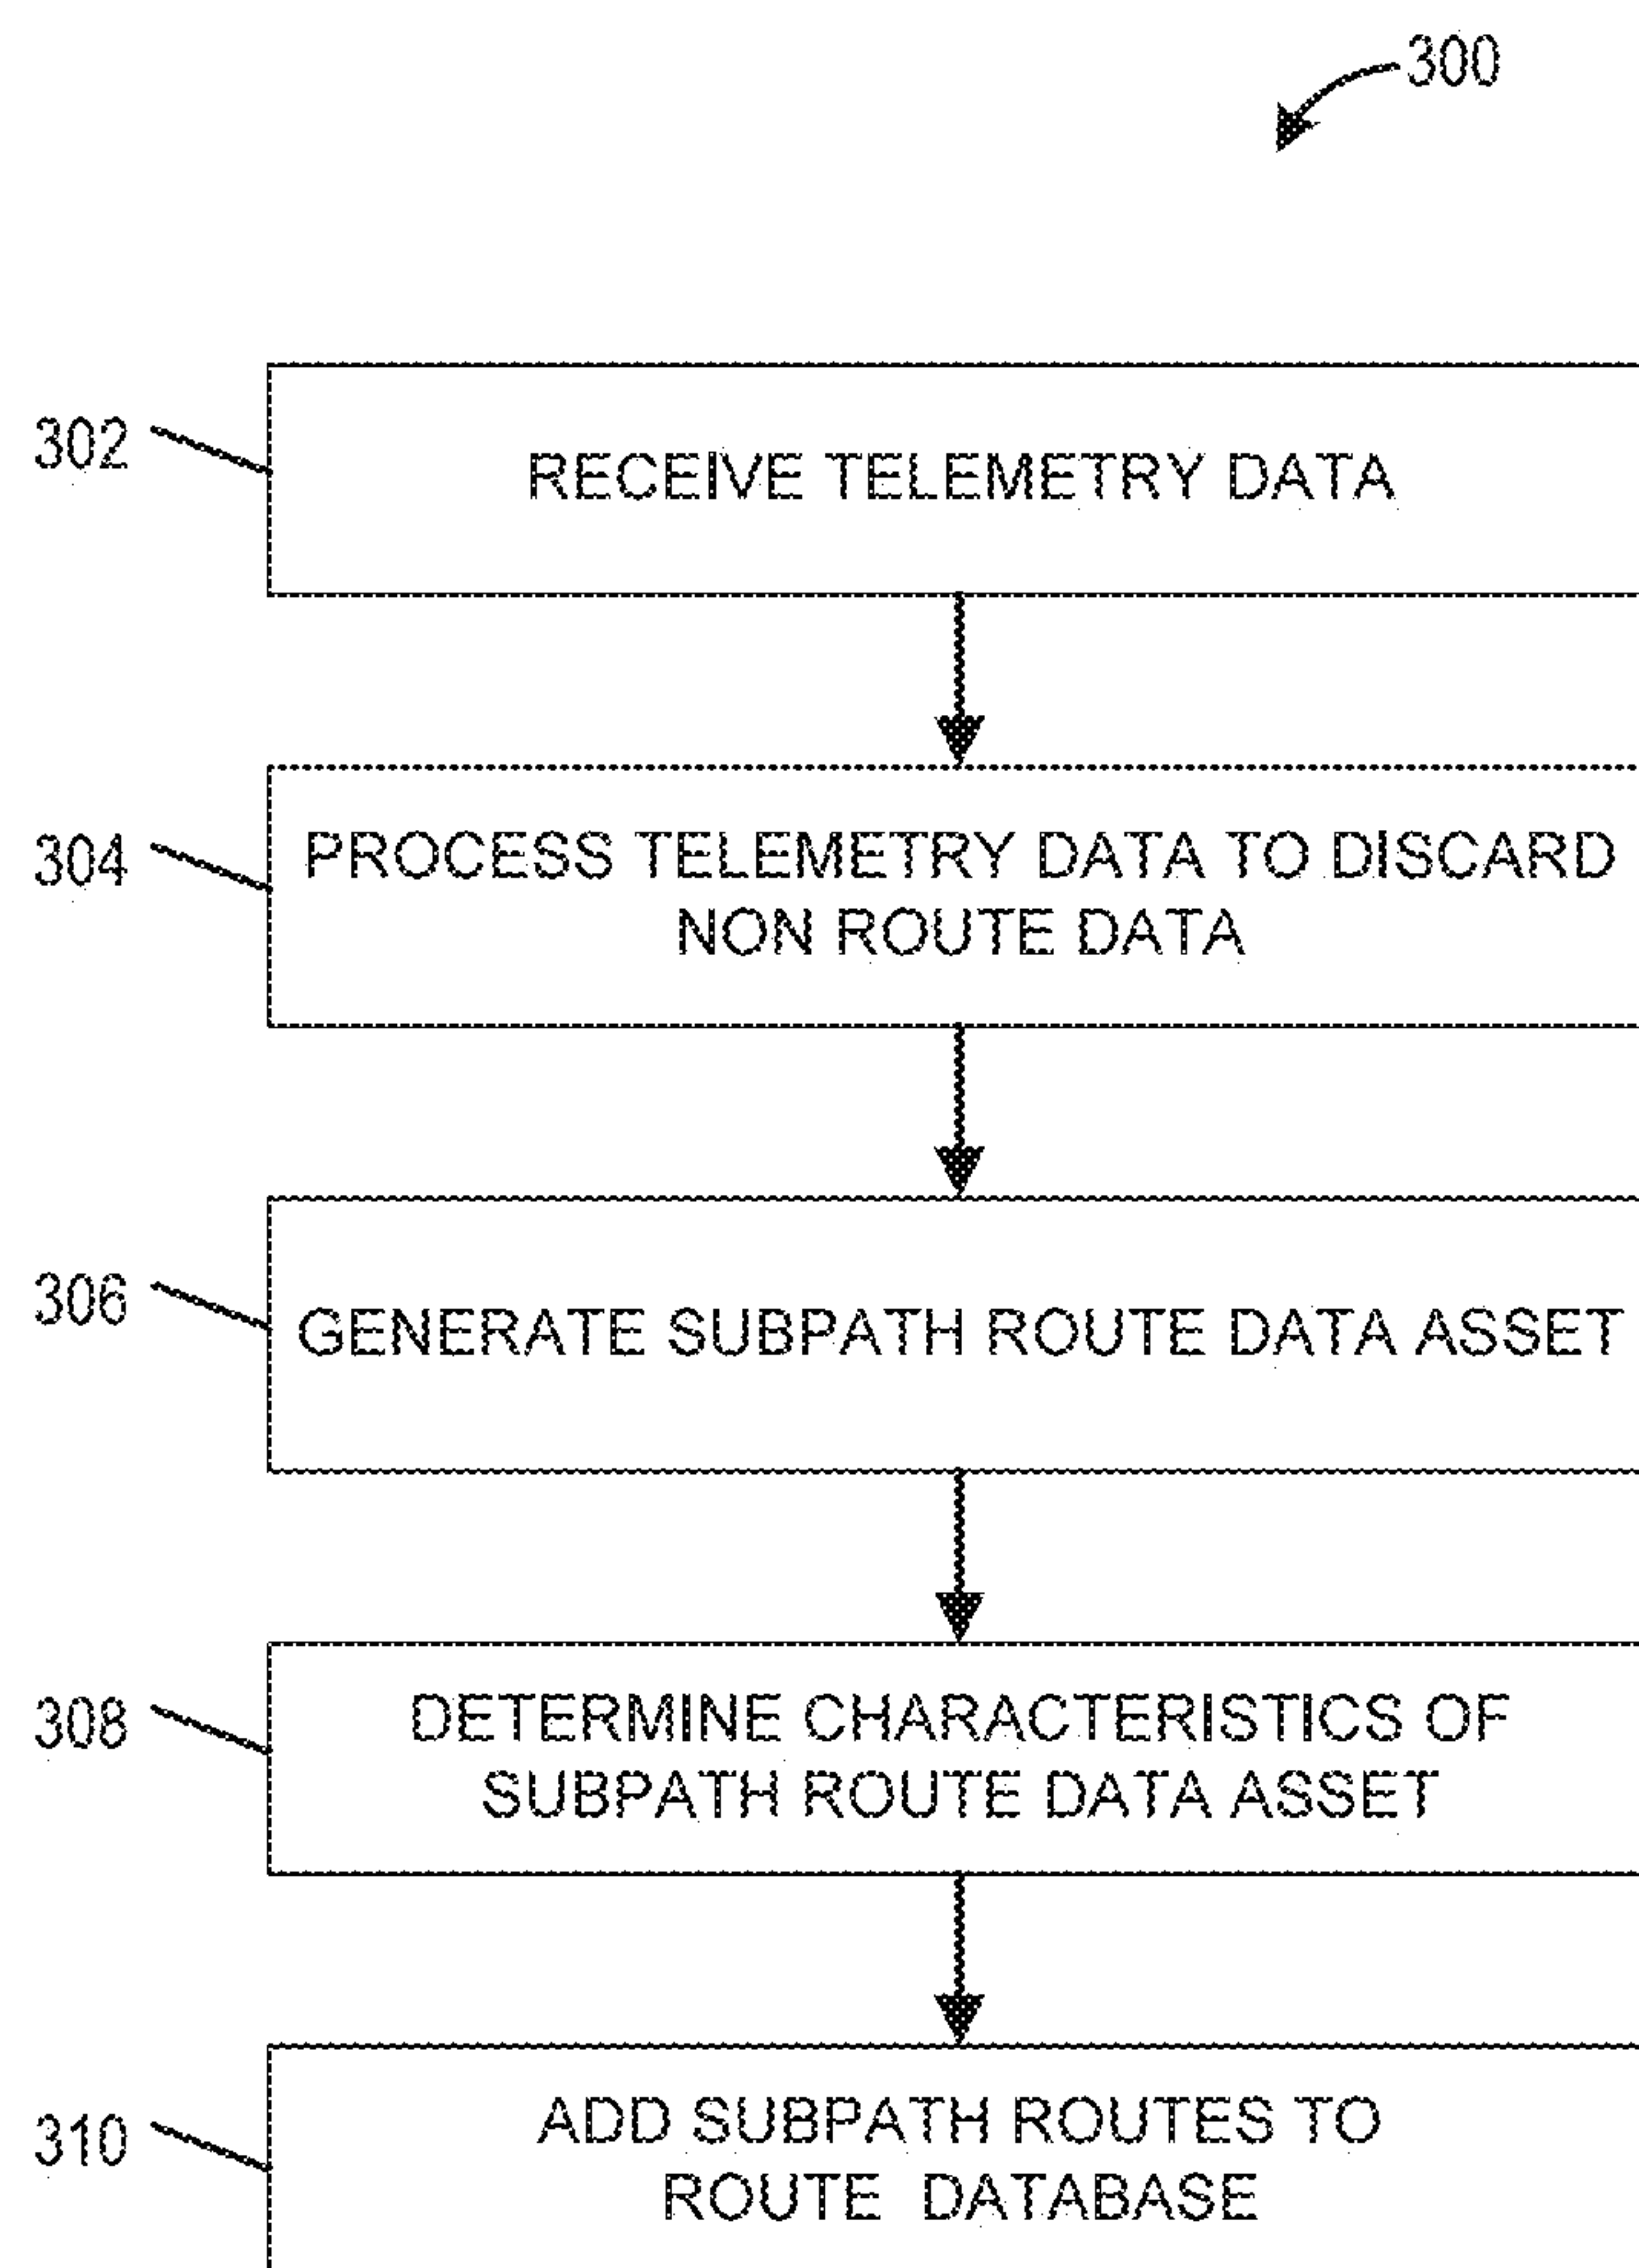 300
302
RECEIVE TELEMETRY DATA
304
PROCESS TELEMETRY DATA TO DISCARD
NON ROUTE DATA
306
GENERATE SUBPATH ROUTE DATA ASSET
308
DETERMINE CHARACTERISTICS OF
SUBPATH ROUTE DATA ASSET
310
ADD SUBPATH ROUTES TO
ROUTE DATABASE